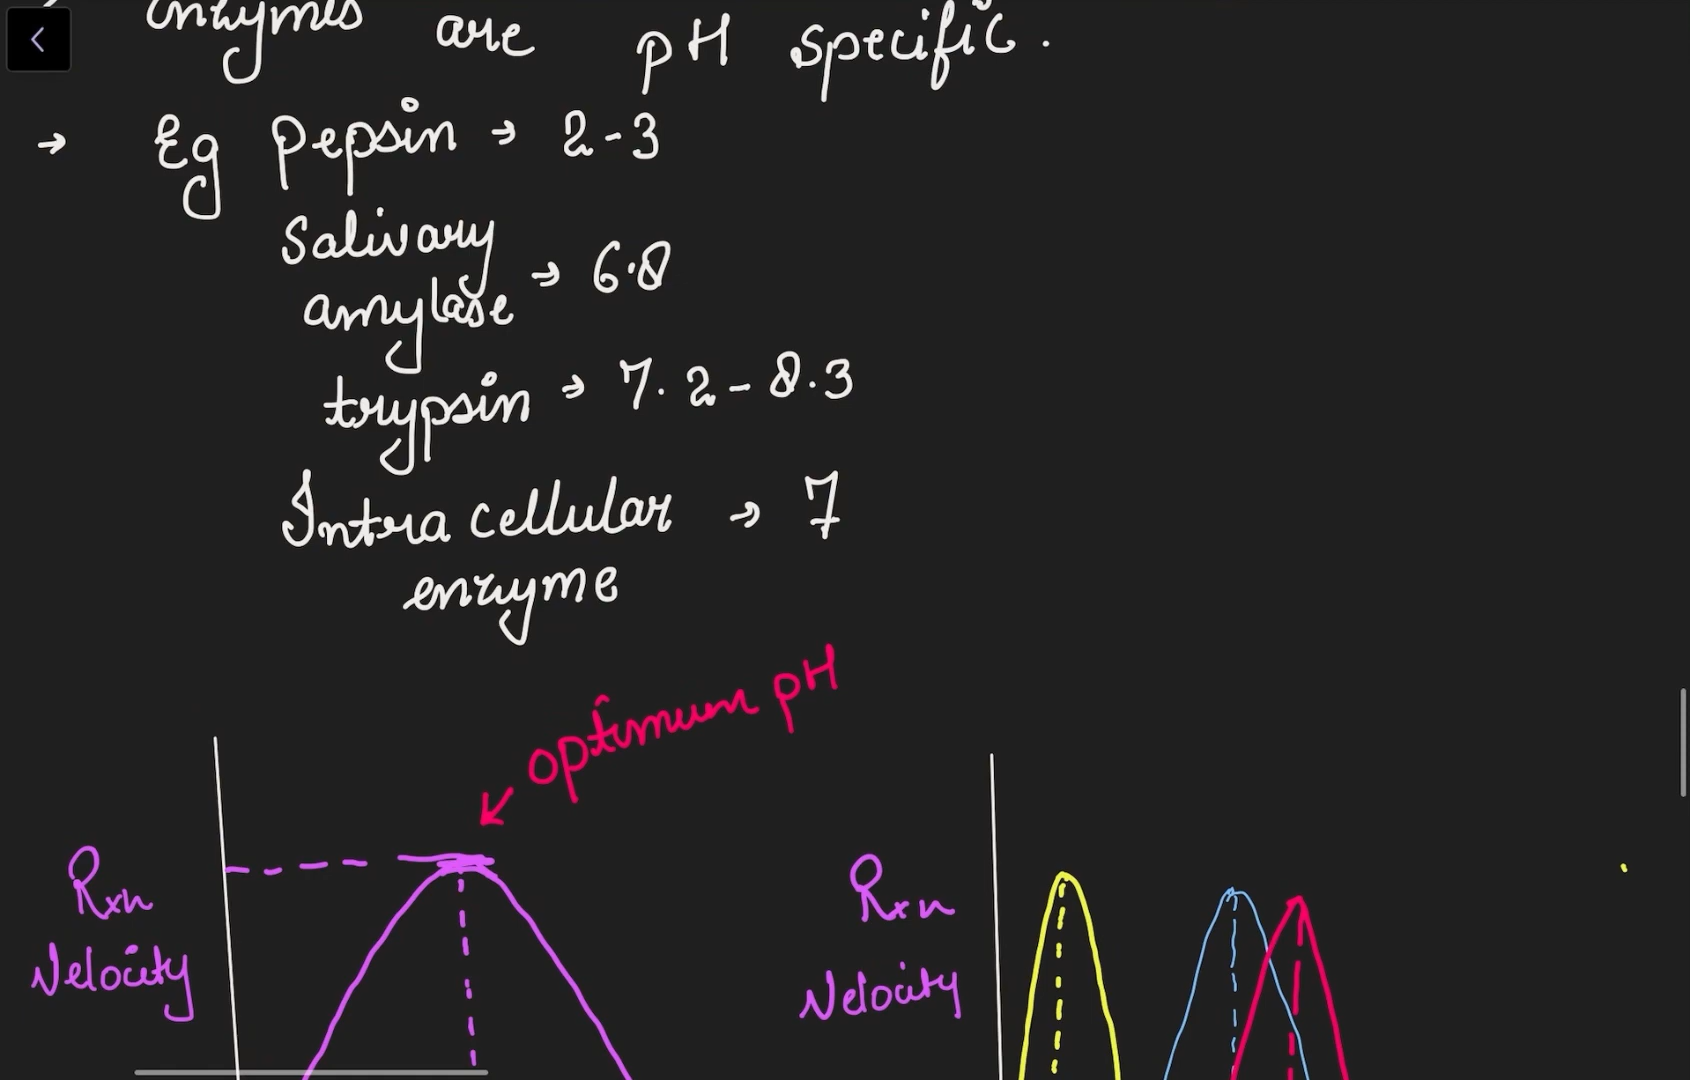 enzymes are pH specific.
→ Eg Pepsin → 2-3
Salivary
amylase → 6.8
trypsin → 7.2-8.3
Intra cellular → 7
enzyme
optimum pH
Rxn
Velocity
Rxn
Velocity